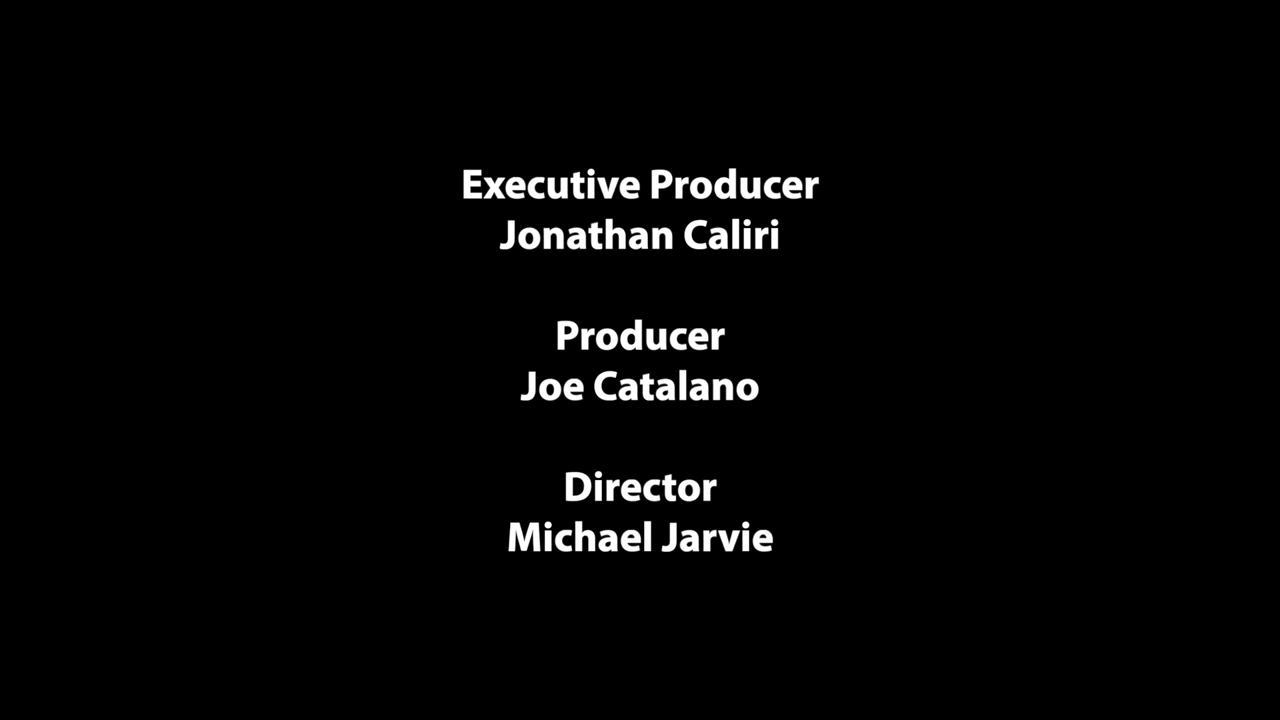 Executive Producer
Jonathan Caliri
Producer
Joe Catalano
Director
Michael Jarvie